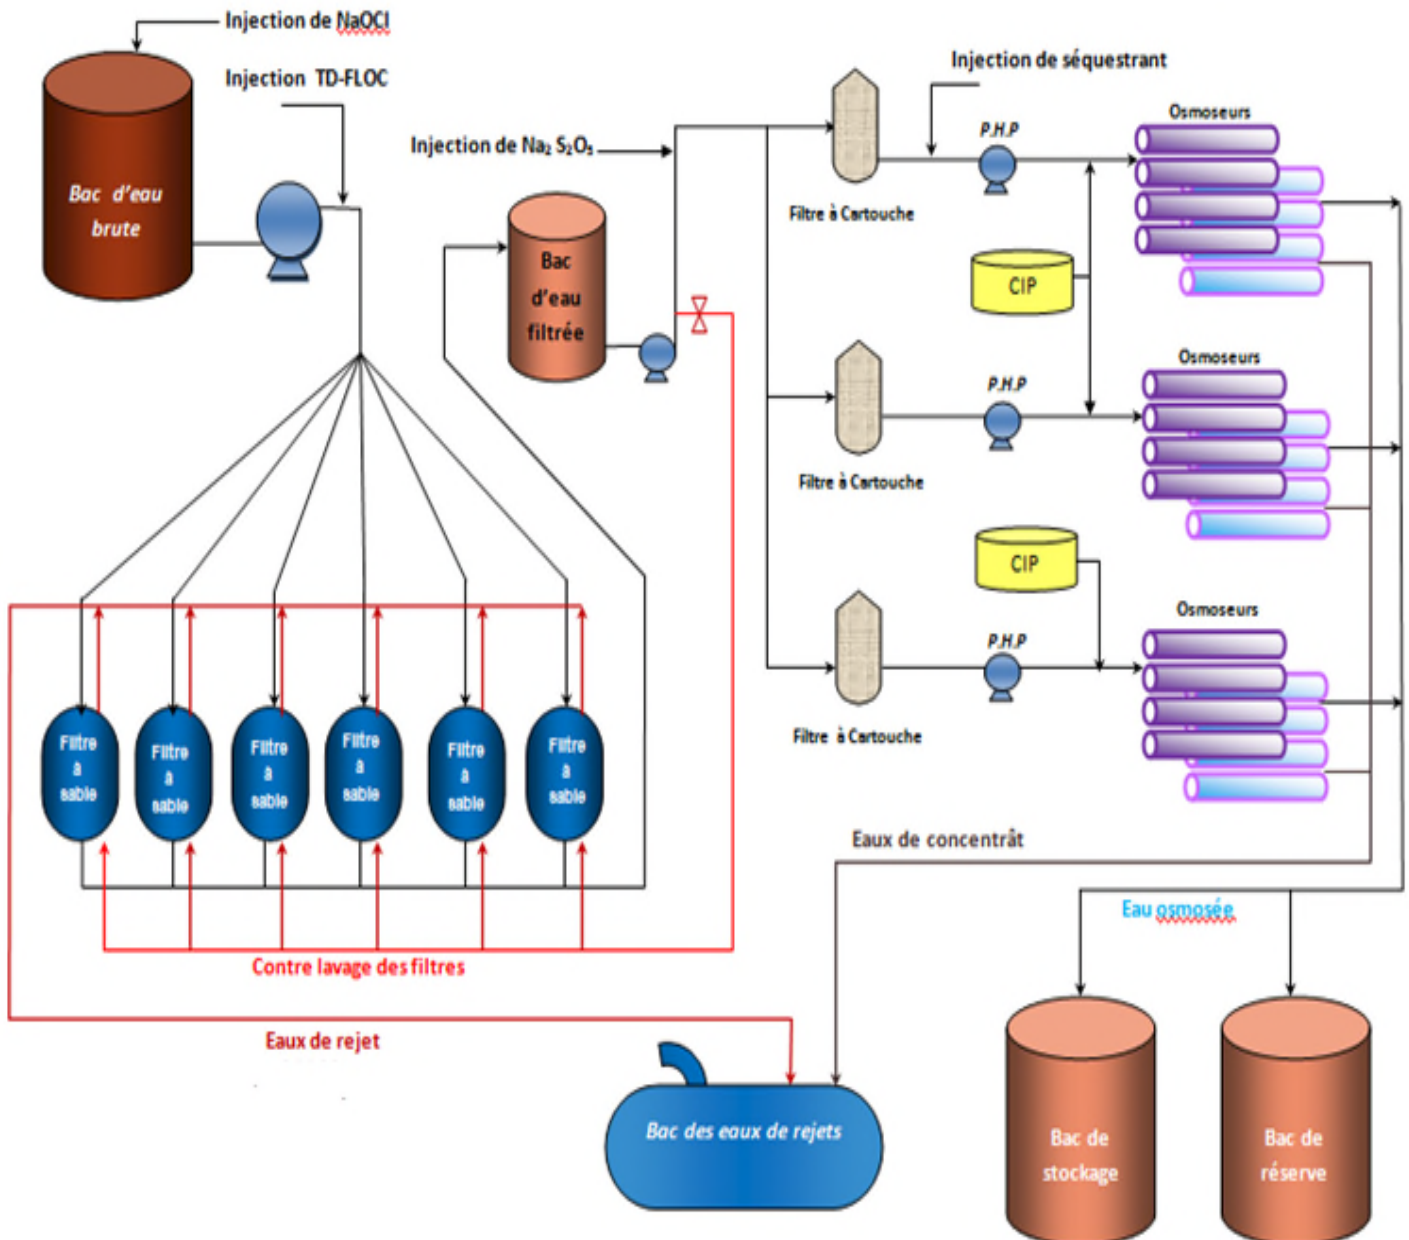 Injection de NaOCl
Injection TD-FLOC
Bac d'eau
brute
Injection de Na₂ S₂O₅
Bac
d'eau
filtrée
Injection de séquestrant
P.H.P
Osmoseurs
Filtre à Cartouche
CIP
P.H.P
Osmoseurs
Filtre à Cartouche
CIP
P.H.P
Osmoseurs
Filtre à Cartouche
Filtre
à
sable
Filtre
à
sable
Filtre
à
sable
Filtre
à
sable
Filtre
à
sable
Filtre
à
sable
Contre lavage des filtres
Eaux de rejet
Eaux de concentrât
Eau osmosée
Bac des eaux de rejets
Bac de
stockage
Bac de
réserve